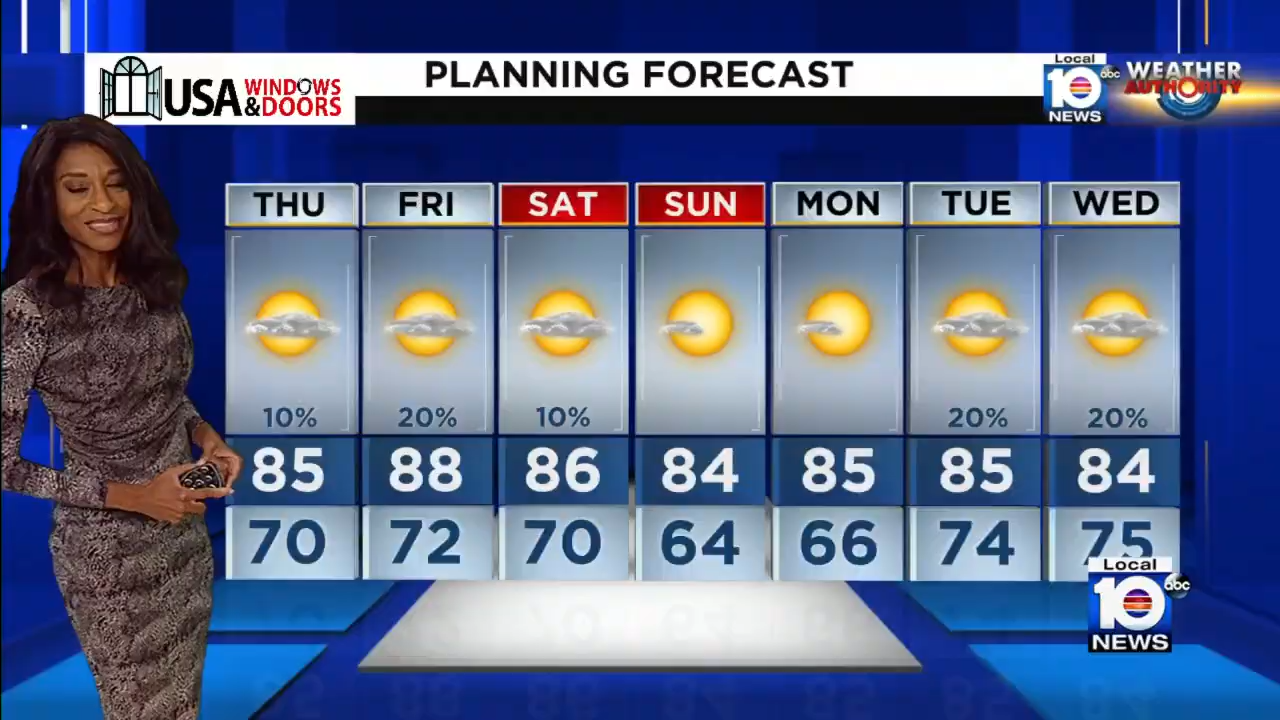 USA WINDOWS
&DOORS
PLANNING FORECAST
Local
10
abc
NEWS
WEATHER
AUTHORITY
THU FRI SAT SUN MON TUE WED
10% 20% 10% 20% 20%
85 88 86 84 85 85 84
70 72 70 64 66 74 75
Local
10
abc
NEWS